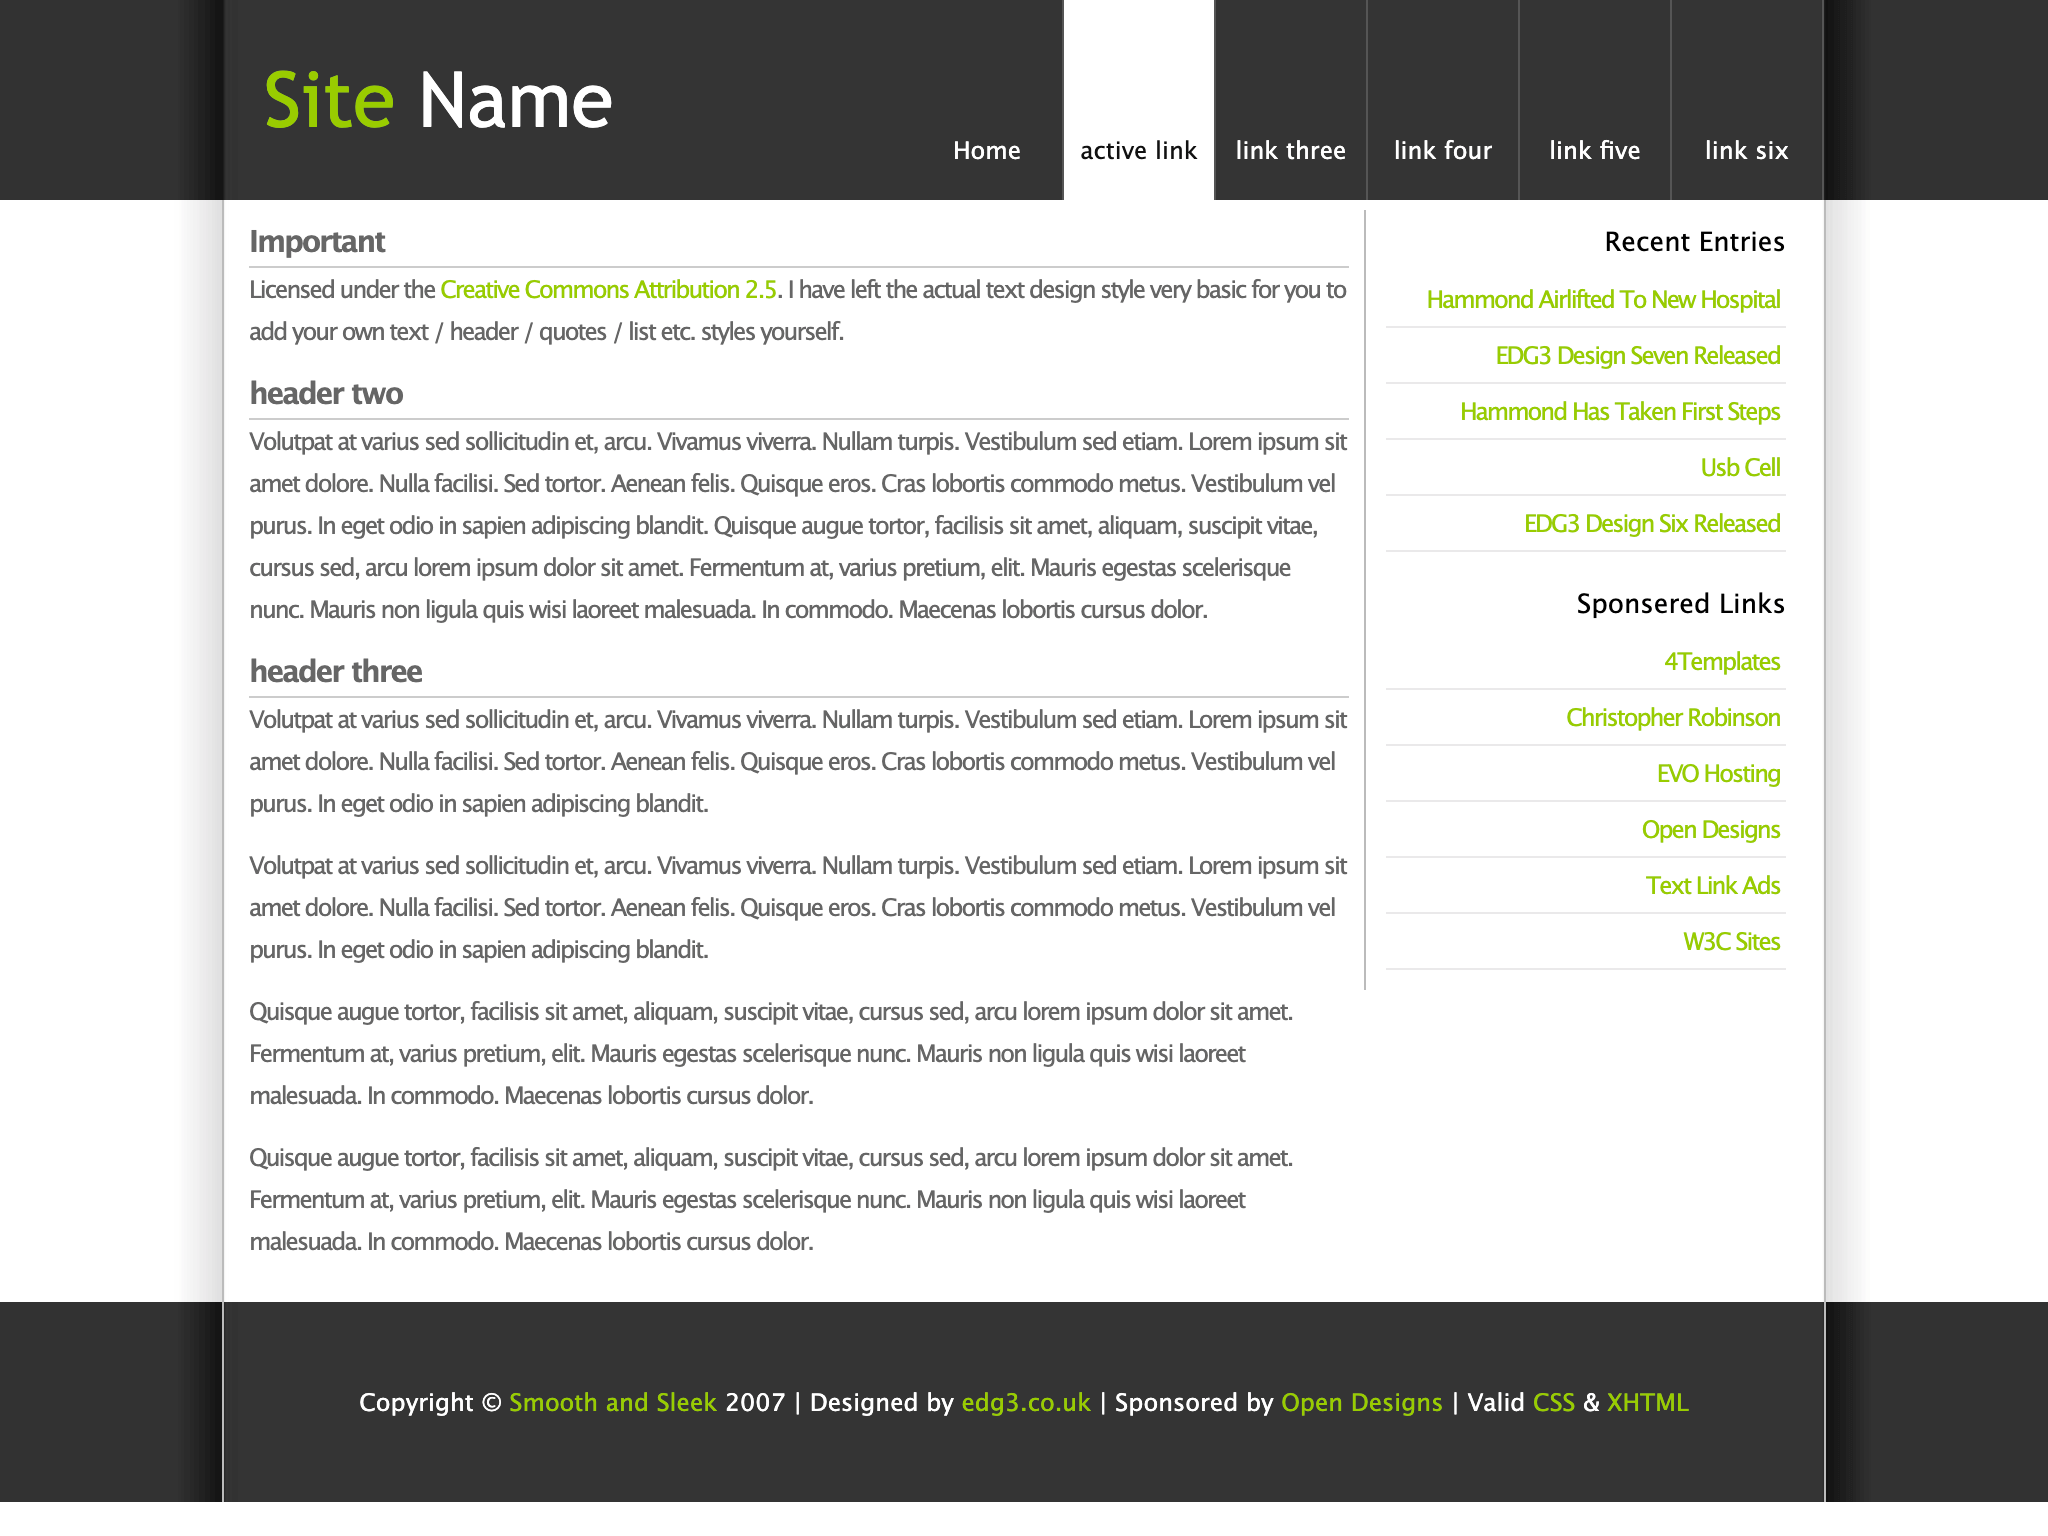 Site Name
Home
active link
link three
link four
link five
link six
Important
Licensed under the Creative Commons Attribution 2.5. I have left the actual text design style very basic for you to
add your own text / header / quotes / list etc. styles yourself.
header two
Volutpat at varius sed sollicitudin et, arcu. Vivamus viverra. Nullam turpis. Vestibulum sed etiam. Lorem ipsum sit
amet dolore. Nulla facilisi. Sed tortor. Aenean felis. Quisque eros. Cras lobortis commodo metus. Vestibulum vel
purus. In eget odio in sapien adipiscing blandit. Quisque augue tortor, facilisis sit amet, aliquam, suscipit vitae,
cursus sed, arcu lorem ipsum dolor sit amet. Fermentum at, varius pretium, elit. Mauris egestas scelerisque
nunc. Mauris non ligula quis wisi laoreet malesuada. In commodo. Maecenas lobortis cursus dolor.
header three
Volutpat at varius sed sollicitudin et, arcu. Vivamus viverra. Nullam turpis. Vestibulum sed etiam. Lorem ipsum sit
amet dolore. Nulla facilisi. Sed tortor. Aenean felis. Quisque eros. Cras lobortis commodo metus. Vestibulum vel
purus. In eget odio in sapien adipiscing blandit.
Volutpat at varius sed sollicitudin et, arcu. Vivamus viverra. Nullam turpis. Vestibulum sed etiam. Lorem ipsum sit
amet dolore. Nulla facilisi. Sed tortor. Aenean felis. Quisque eros. Cras lobortis commodo metus. Vestibulum vel
purus. In eget odio in sapien adipiscing blandit.
Quisque augue tortor, facilisis sit amet, aliquam, suscipit vitae, cursus sed, arcu lorem ipsum dolor sit amet.
Fermentum at, varius pretium, elit. Mauris egestas scelerisque nunc. Mauris non ligula quis wisi laoreet
malesuada. In commodo. Maecenas lobortis cursus dolor.
Quisque augue tortor, facilisis sit amet, aliquam, suscipit vitae, cursus sed, arcu lorem ipsum dolor sit amet.
Fermentum at, varius pretium, elit. Mauris egestas scelerisque nunc. Mauris non ligula quis wisi laoreet
malesuada. In commodo. Maecenas lobortis cursus dolor.
Recent Entries
Hammond Airlifted To New Hospital
EDG3 Design Seven Released
Hammond Has Taken First Steps
Usb Cell
EDG3 Design Six Released
Sponsered Links
4Templates
Christopher Robinson
EVO Hosting
Open Designs
Text Link Ads
W3C Sites
Copyright © Smooth and Sleek 2007 | Designed by edg3.co.uk | Sponsored by Open Designs | Valid CSS & XHTML